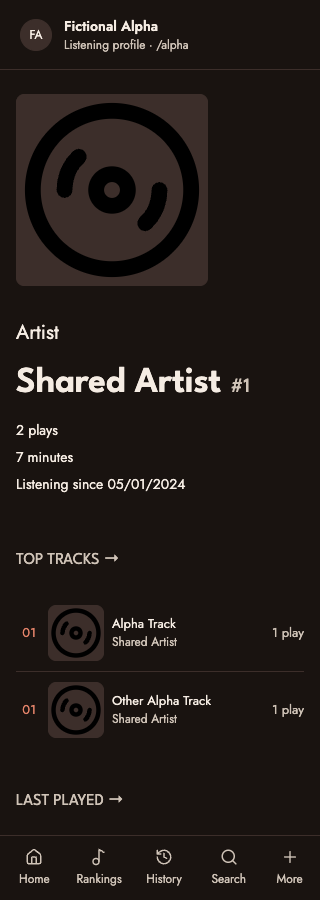 FA
Fictional Alpha
Listening profile · /alpha
Artist
Shared Artist #1
2 plays
7 minutes
Listening since 05/01/2024
TOP TRACKS →
01
Alpha Track
Shared Artist
1 play
01
Other Alpha Track
Shared Artist
1 play
LAST PLAYED →
Home Rankings History Search More